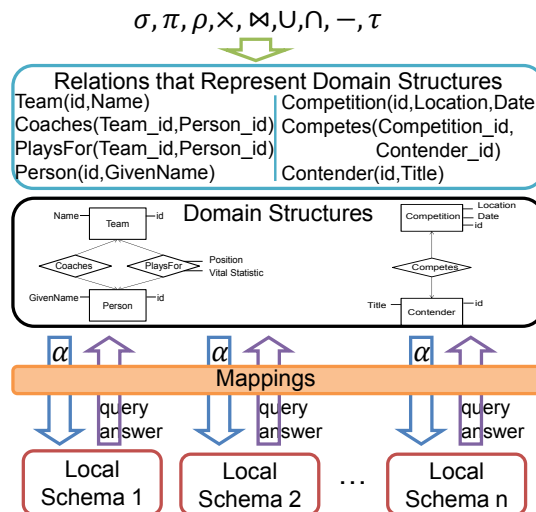 σ, π, ρ,×, ⋈,∪,∩, −, τ
Relations that Represent Domain Structures
Team(id,Name)
Coaches(Team_id,Person_id)
PlaysFor(Team_id,Person_id)
Person(id,GivenName)
Competition(id,Location,Date
Competes(Competition_id,
Contender_id)
Contender(id,Title)
Domain Structures
Name
Team
id
Coaches
PlaysFor
Position
Vital Statistic
GivenName
Person
id
Location
Competition
Date
id
Competes
Title
Contender
id
α
α
α
Mappings
query
answer
query
answer
query
answer
Local
Schema 1
Local
Schema 2
...
Local
Schema n